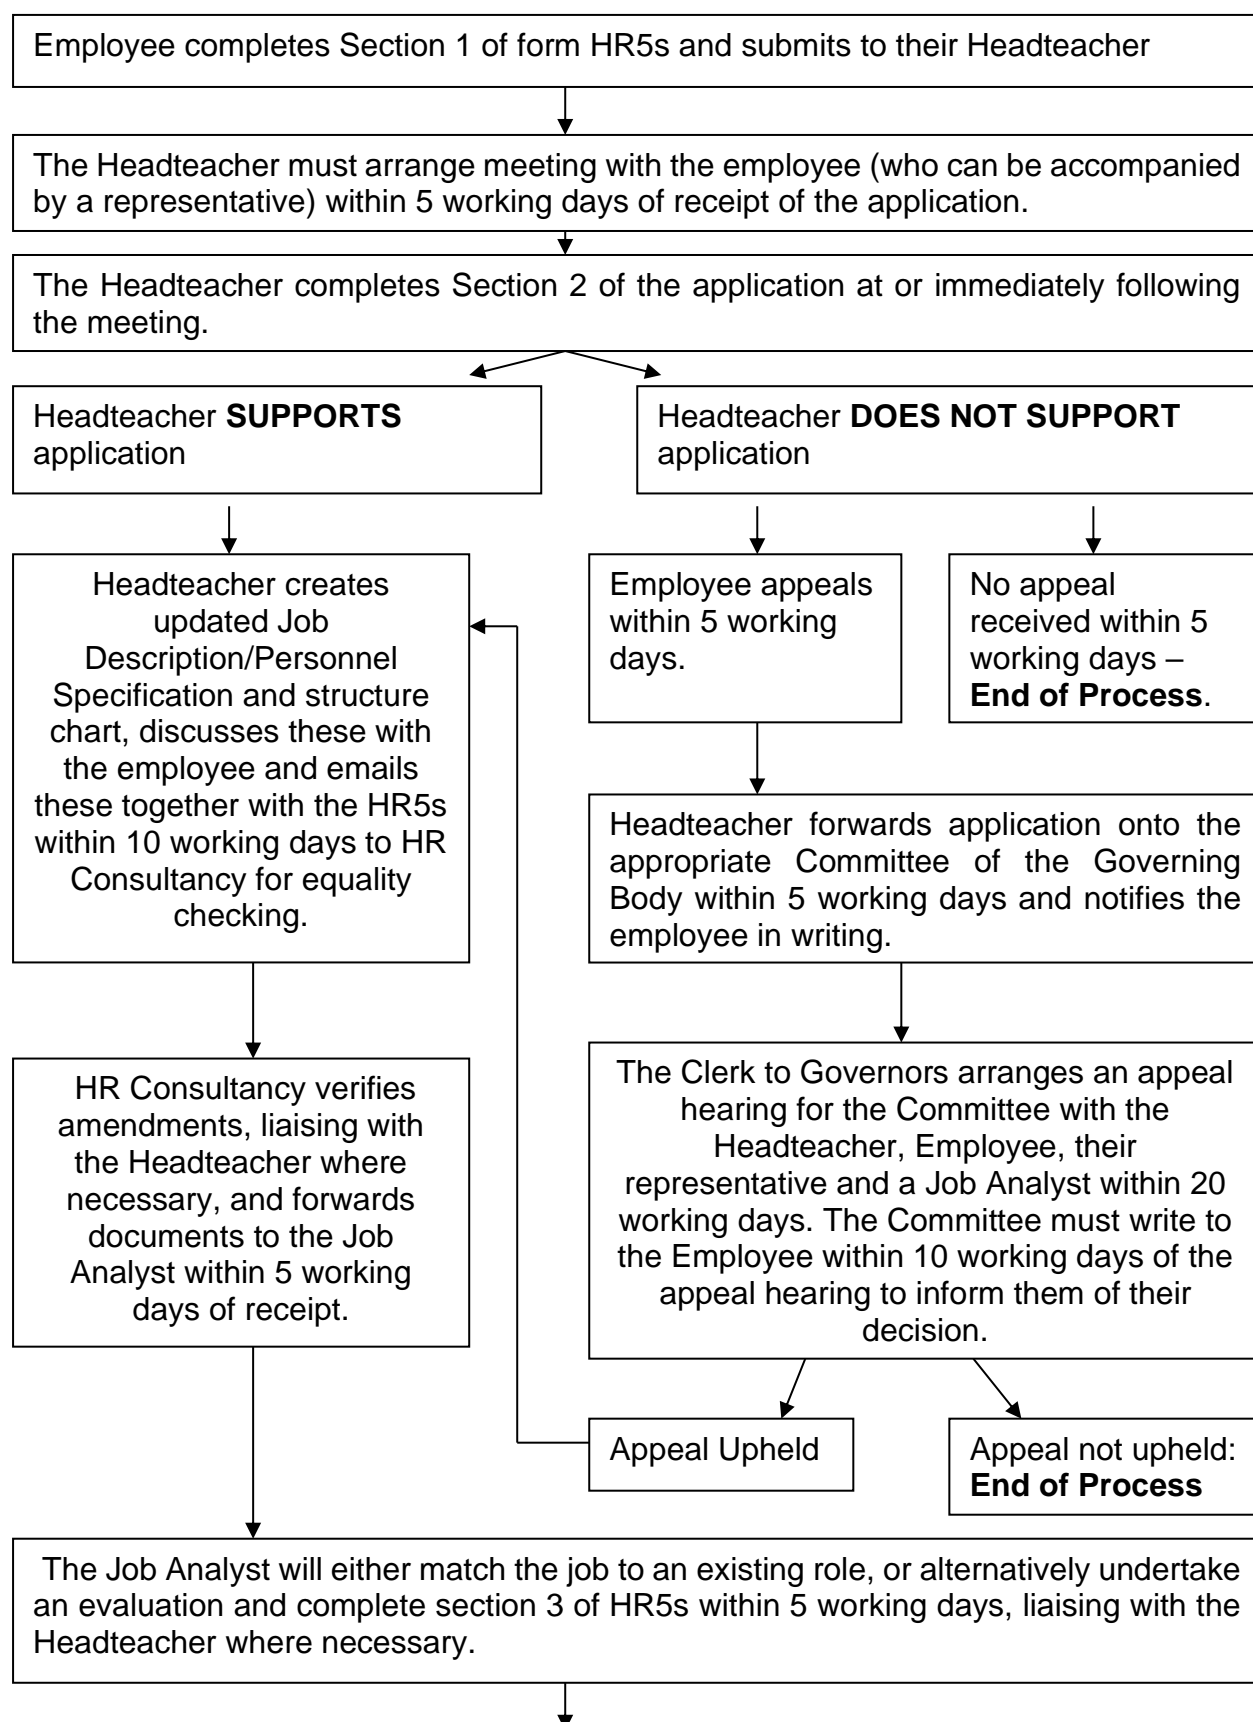 Employee completes Section 1 of form HR5s and submits to their Headteacher
The Headteacher must arrange meeting with the employee (who can be accompanied
by a representative) within 5 working days of receipt of the application.
The Headteacher completes Section 2 of the application at or immediately following
the meeting.
Headteacher SUPPORTS
application
Headteacher DOES NOT SUPPORT
application
Headteacher creates
updated Job
Description/Personnel
Specification and structure
chart, discusses these with
the employee and emails
these together with the HR5s
within 10 working days to HR
Consultancy for equality
checking.
Employee appeals
within 5 working
days.
No appeal
received within 5
working days –
End of Process.
Headteacher forwards application onto the
appropriate Committee of the Governing
Body within 5 working days and notifies the
employee in writing.
HR Consultancy verifies
amendments, liaising with
the Headteacher where
necessary, and forwards
documents to the Job
Analyst within 5 working
days of receipt.
The Clerk to Governors arranges an appeal
hearing for the Committee with the
Headteacher, Employee, their
representative and a Job Analyst within 20
working days. The Committee must write to
the Employee within 10 working days of the
appeal hearing to inform them of their
decision.
Appeal Upheld
Appeal not upheld:
End of Process
The Job Analyst will either match the job to an existing role, or alternatively undertake
an evaluation and complete section 3 of HR5s within 5 working days, liaising with the
Headteacher where necessary.